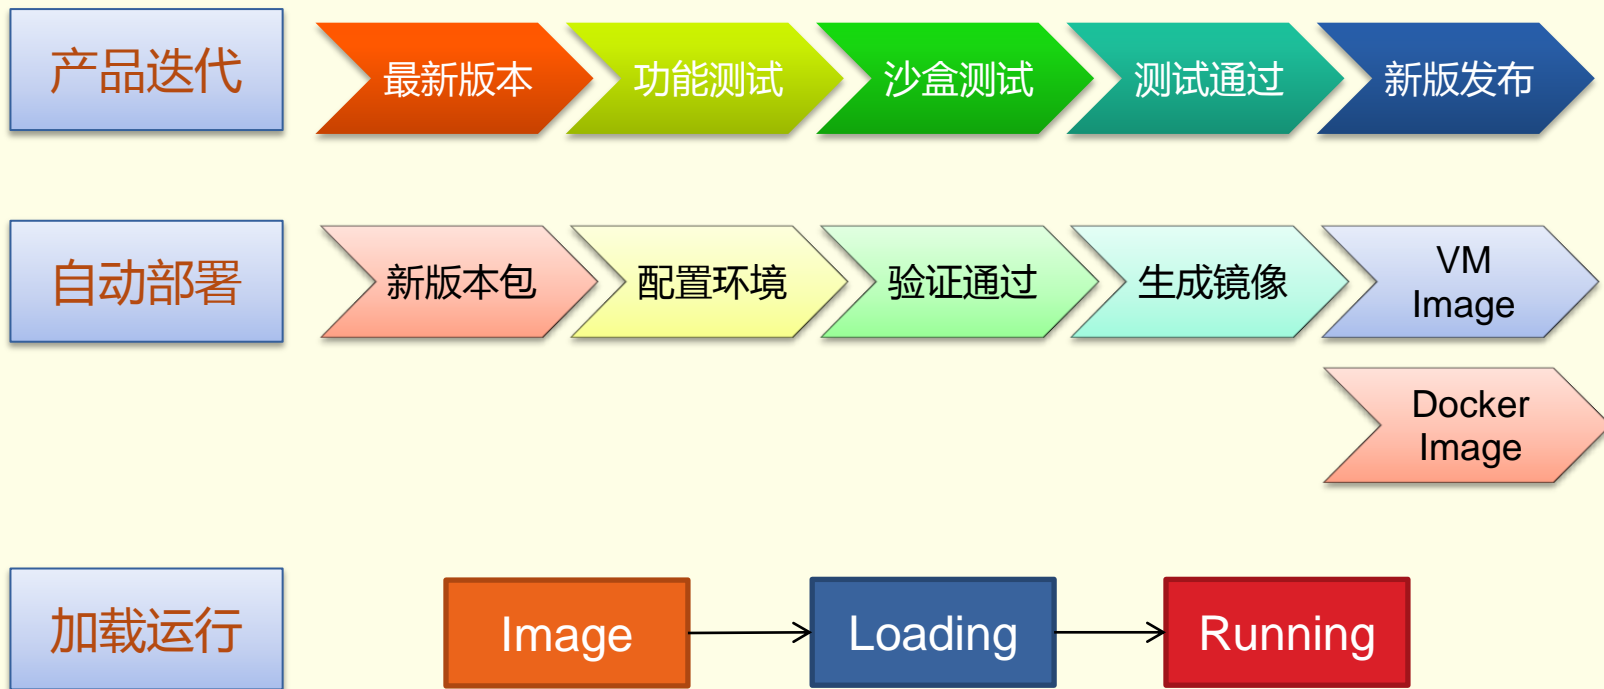 产品迭代
最新版本
功能测试
沙盒测试
测试通过
新版发布
自动部署
新版本包
配置环境
验证通过
生成镜像
VM
Image
Docker
Image
加载运行
Image
Loading
Running